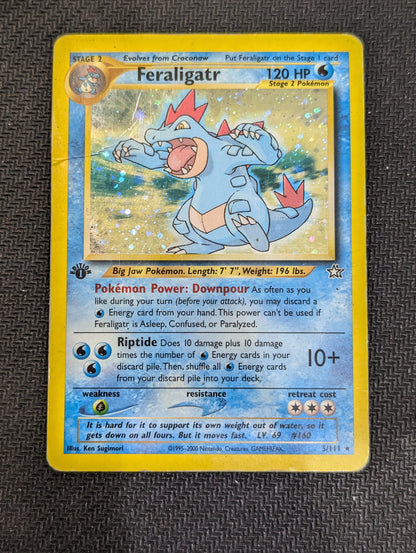 STAGE 2 Evolves from Croconaw Put Feraligatr on the Stage 1 card
Feraligatr 120 HP
Stage 2 Pokémon
1
Big Jaw Pokémon. Length: 7' 7", Weight: 196 lbs.
Pokémon Power: Downpour As often as you
like during your turn (before your attack), you may discard a
Energy card from your hand. This power can't be used if
Feraligatr is Asleep, Confused, or Paralyzed.
Riptide Does 10 damage plus 10 damage
times the number of Energy cards in your
discard pile. Then, shuffle all Energy cards
from your discard pile into your deck.
10+
weakness resistance retreat cost
It is hard for it to support its own weight out of water, so it
gets down on all fours. But it moves fast. LV. 69 #160
Illus. Ken Sugimori ©1995-2000 Nintendo, Creatures, GAMEFREAK. 5/111